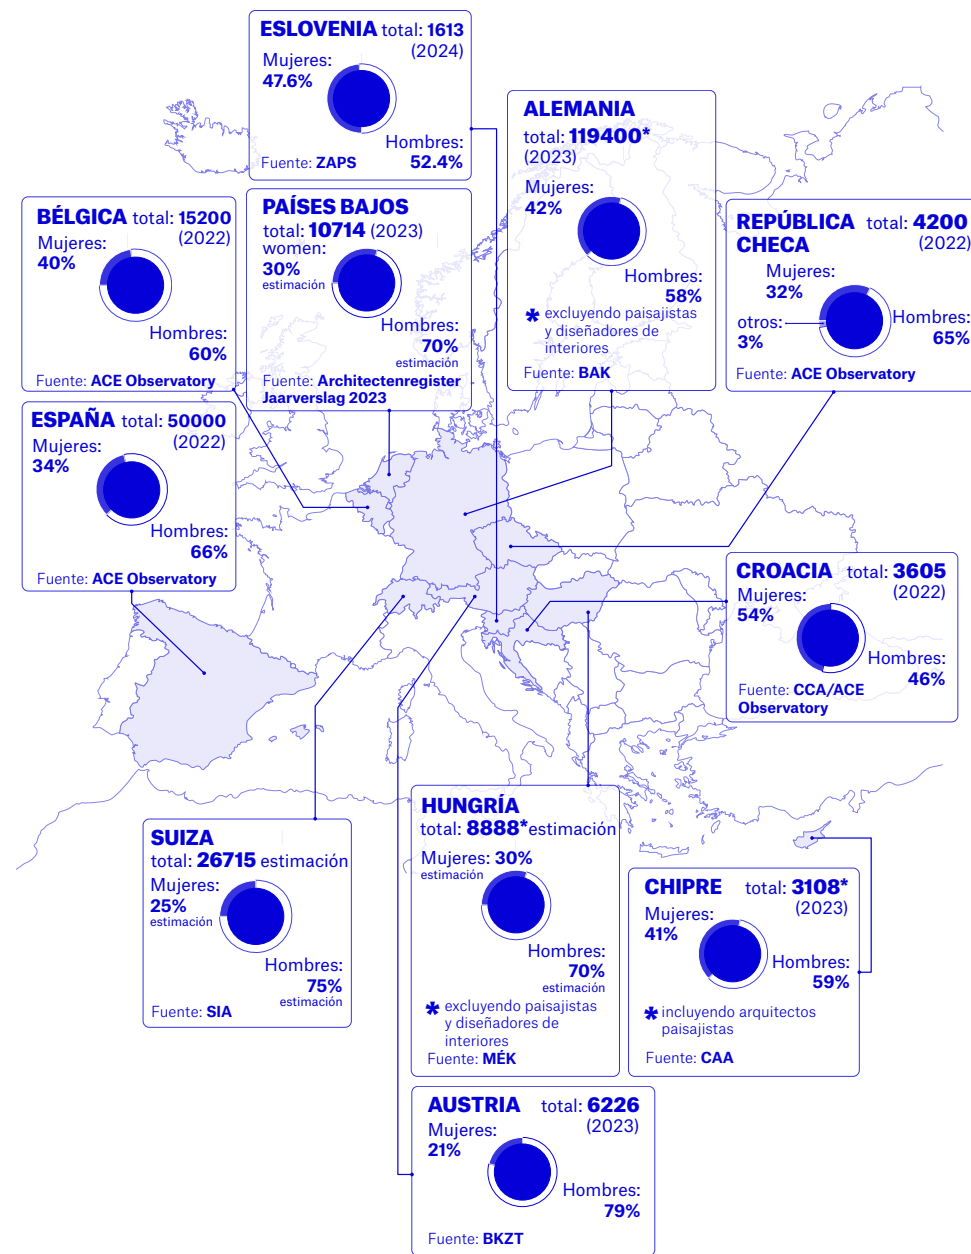 ESLOVENIA total: 1613
(2024)
Mujeres:
47.6%
Hombres:
52.4%
Fuente: ZAPS
ALEMANIA
total: 119400*
(2023)
Mujeres:
42%
Hombres:
58%
* excluyendo paisajistas
y diseñadores de
interiores
Fuente: BAK
BÉLGICA total: 15200
(2022)
Mujeres:
40%
Hombres:
60%
Fuente: ACE Observatory
PAÍSES BAJOS
total: 10714 (2023)
women:
30%
estimación
Hombres:
70%
estimación
Fuente: Architectenregister
Jaarverslag 2023
REPÚBLICA total: 4200
CHECA (2022)
Mujeres:
32%
otros:
3%
Hombres:
65%
Fuente: ACE Observatory
ESPAÑA total: 50000
(2022)
Mujeres:
34%
Hombres:
66%
Fuente: ACE Observatory
CROACIA total: 3605
(2022)
Mujeres:
54%
Hombres:
46%
Fuente: CCA/ACE
Observatory
SUIZA
total: 26715 estimación
Mujeres:
25%
estimación
Hombres:
75%
estimación
Fuente: SIA
HUNGRÍA
total: 8888*estimación
Mujeres: 30%
estimación
Hombres:
70%
estimación
* excluyendo paisajistas
y diseñadores de
interiores
Fuente: MÉK
CHIPRE total: 3108*
(2023)
Mujeres:
41%
Hombres:
59%
* incluyendo arquitectos
paisajistas
Fuente: CAA
AUSTRIA total: 6226
(2023)
Mujeres:
21%
Hombres:
79%
Fuente: BKZT